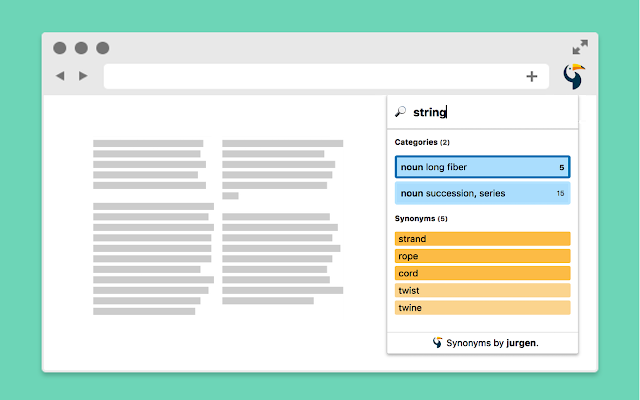 string
Categories (2)
noun long fiber 5
noun succession, series 15
Synonyms (5)
strand
rope
cord
twist
twine
Synonyms by jurgen.